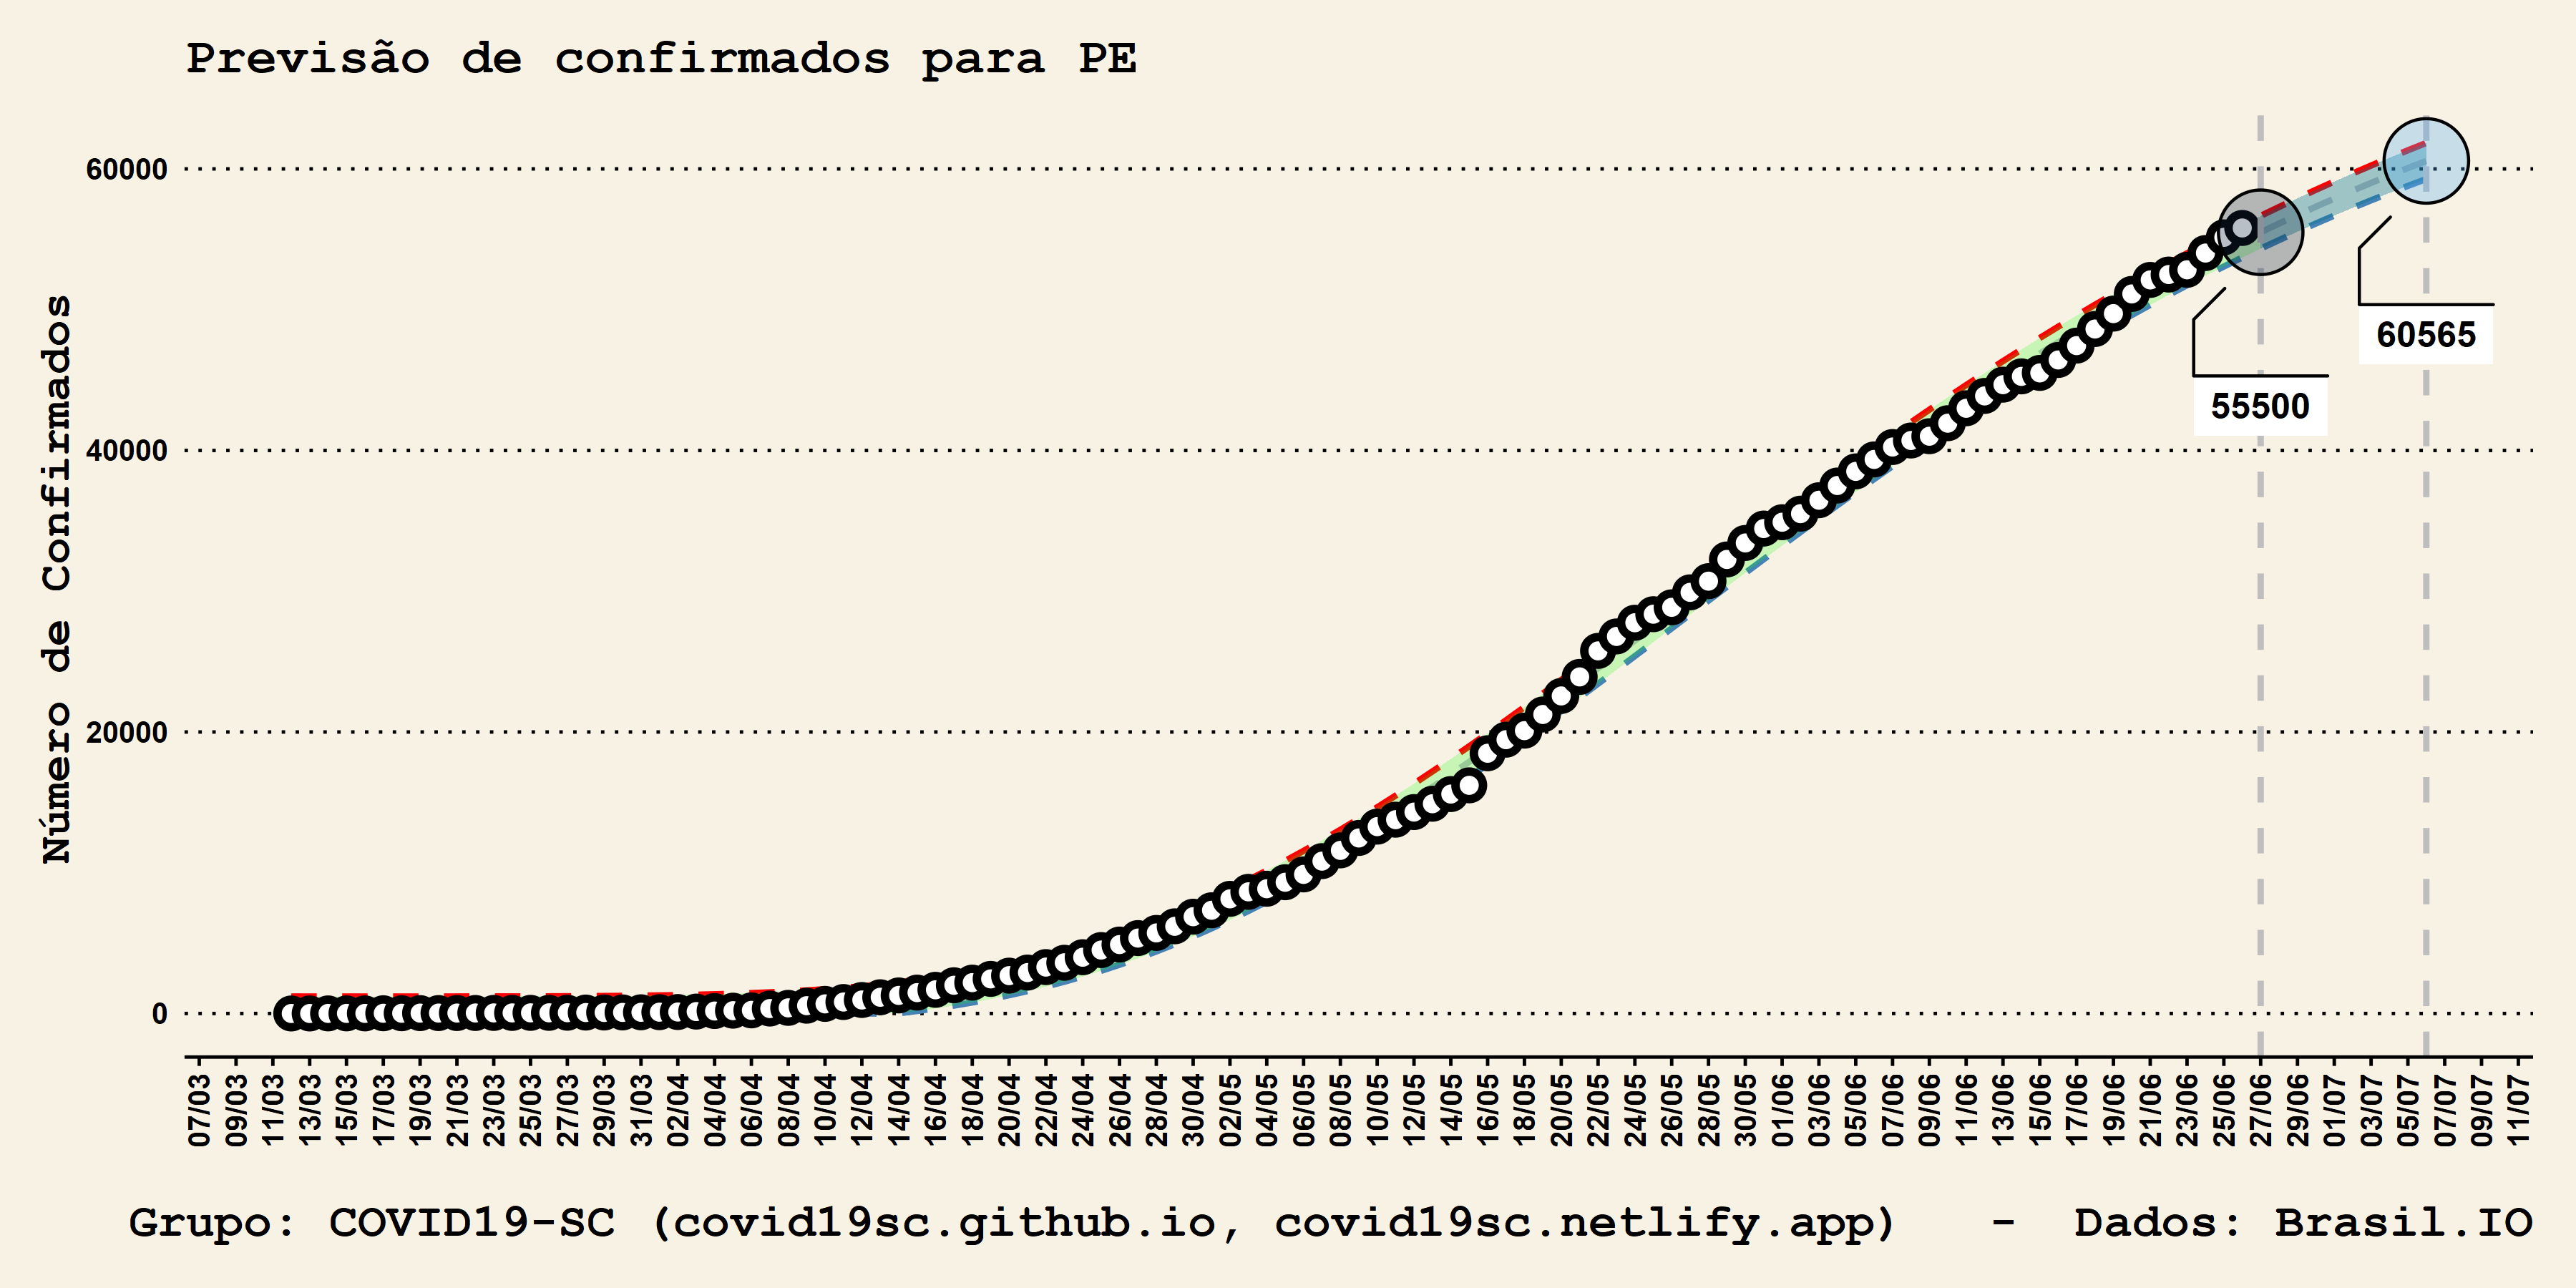 Previsão de confirmados para PE
Número de Confirmados
60000
40000
20000
0
60565
55500
07/03 09/03 11/03 13/03 15/03 17/03 19/03 21/03 23/03 25/03 27/03 29/03 31/03 02/04 04/04 06/04 08/04 10/04 12/04 14/04 16/04 18/04 20/04 22/04 24/04 26/04 28/04 30/04 02/05 04/05 06/05 08/05 10/05 12/05 14/05 16/05 18/05 20/05 22/05 24/05 26/05 28/05 30/05 01/06 03/06 05/06 07/06 09/06 11/06 13/06 15/06 17/06 19/06 21/06 23/06 25/06 27/06 29/06 01/07 03/07 05/07 07/07 09/07 11/07
Grupo: COVID19-SC (covid19sc.github.io, covid19sc.netlify.app) - Dados: Brasil.IO